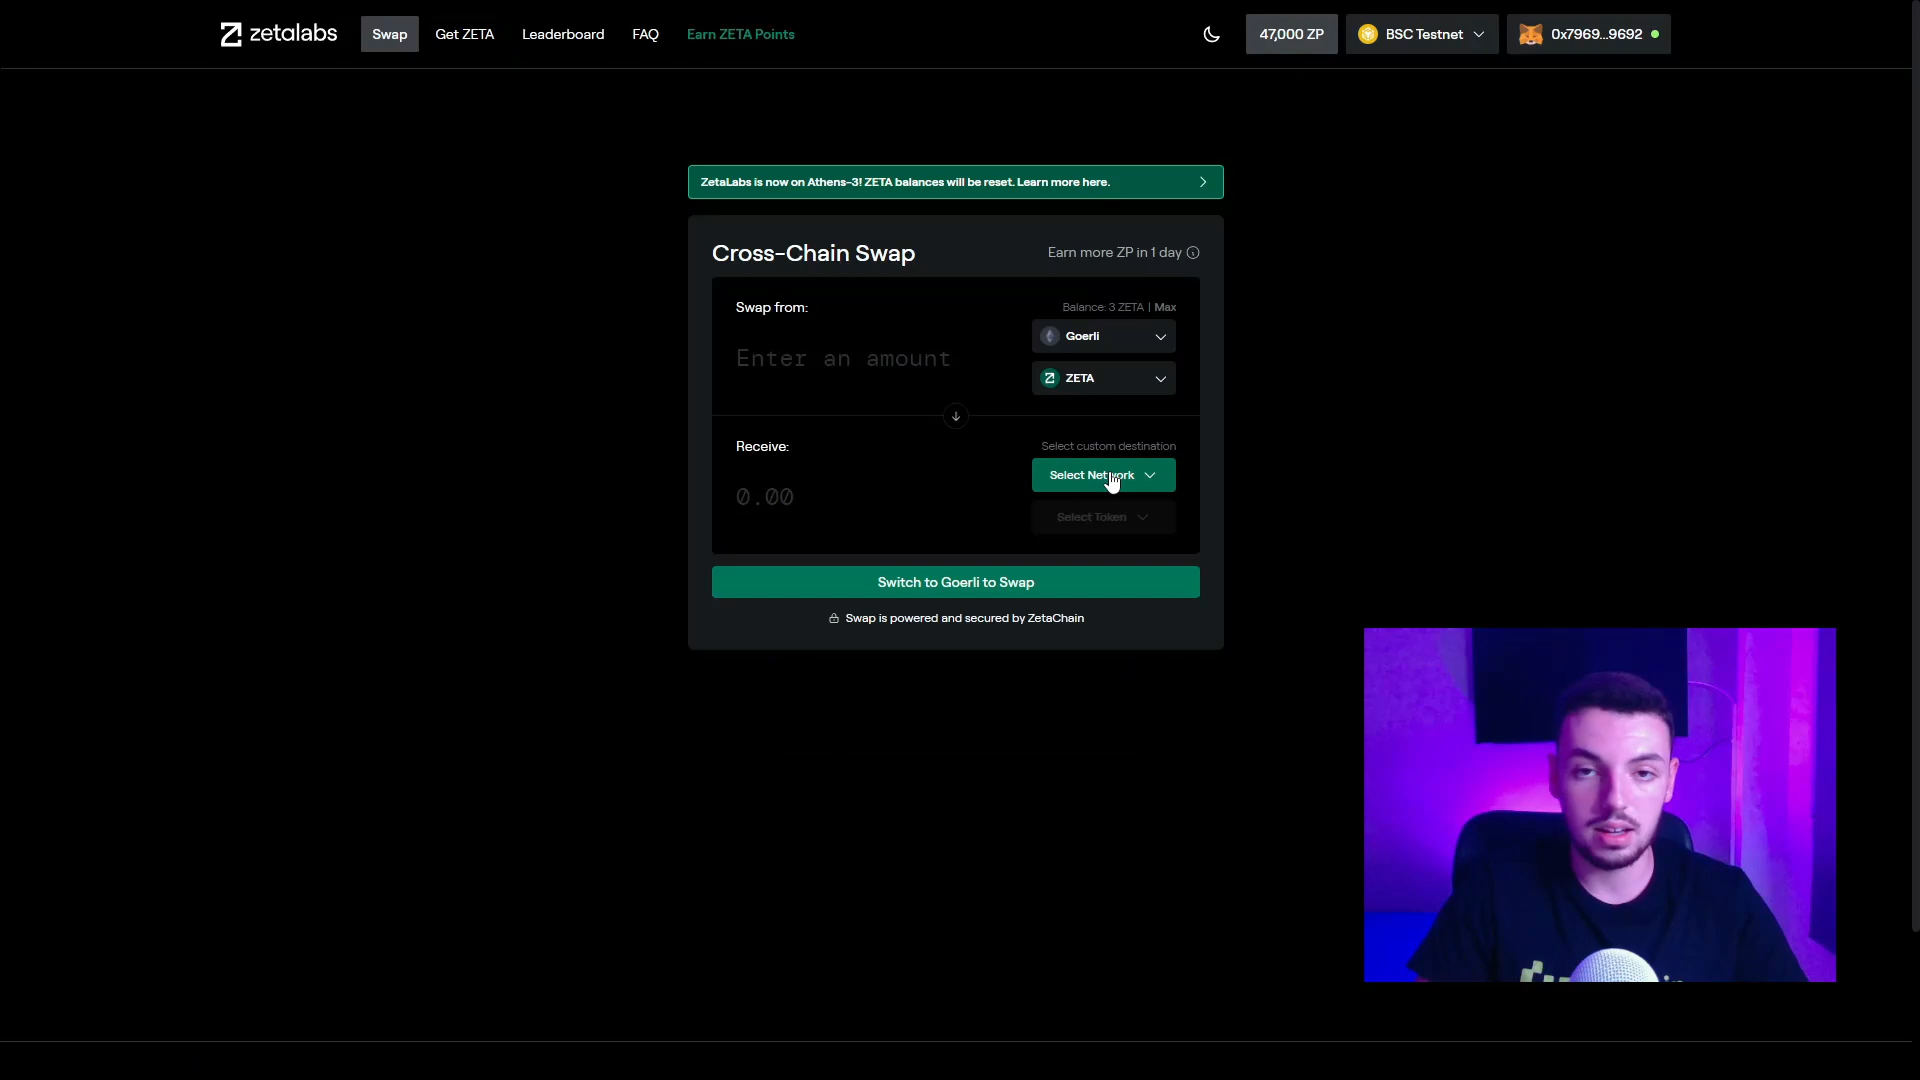 zetalabs
Swap
Get ZETA
Leaderboard
FAQ
Earn ZETA Points
47,000 ZP
BSC Testnet
0x7969...9692
ZetaLabs is now on Athens-3! ZETA balances will be reset. Learn more here.
Cross-Chain Swap
Earn more ZP in 1 day
Swap from:
Balance: 3 ZETA | Max
Enter an amount
Goerli
ZETA
Receive:
Select custom destination
0.00
Select Network
Select Token
Switch to Goerli to Swap
Swap is powered and secured by ZetaChain